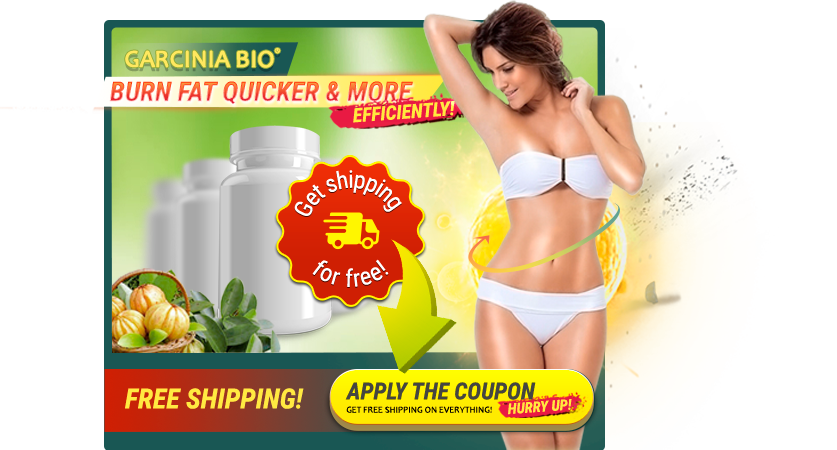 GARCINIA BIO®
BURN FAT QUICKER & MORE
EFFICIENTLY!
Get shipping
for free!
FREE SHIPPING!
APPLY THE COUPON
GET FREE SHIPPING ON EVERYTHING!
HURRY UP!